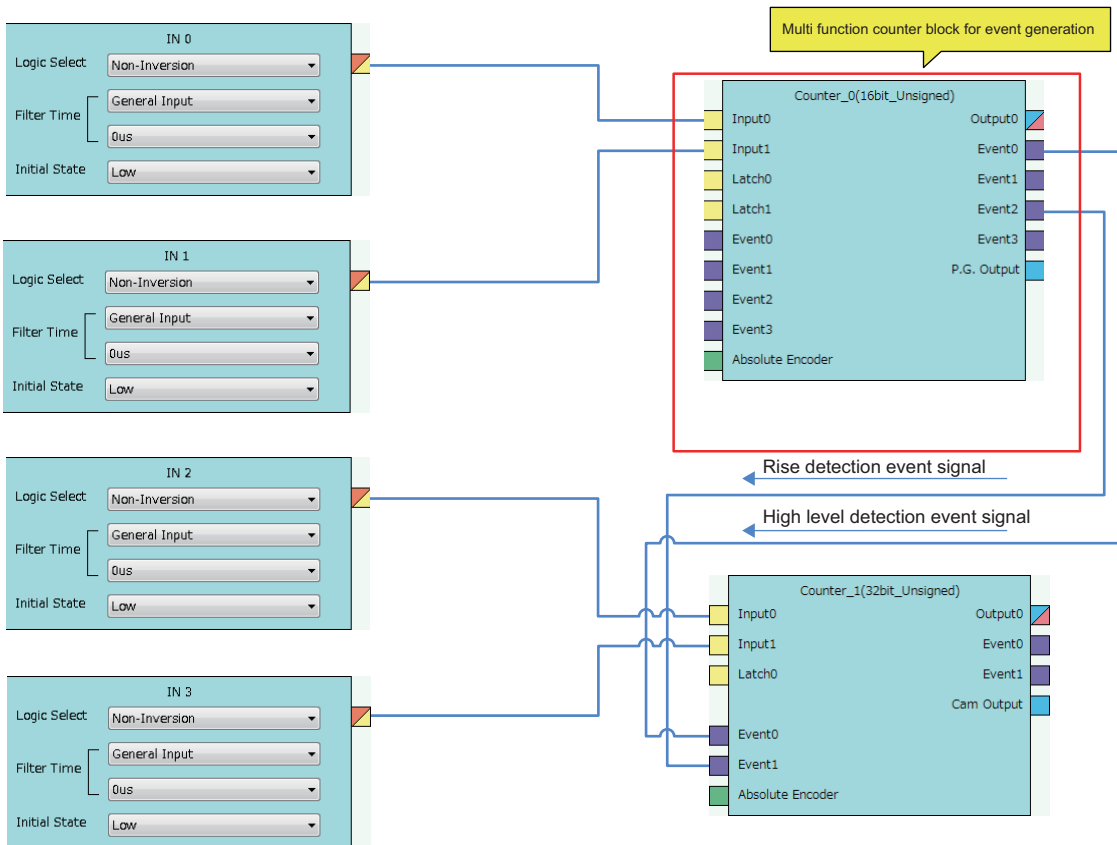 Multi function counter block for event generation
IN 0
Logic Select
Non-Inversion
Filter Time
General Input
0us
Initial State
Low
IN 1
Logic Select
Non-Inversion
Filter Time
General Input
0us
Initial State
Low
IN 2
Logic Select
Non-Inversion
Filter Time
General Input
0us
Initial State
Low
IN 3
Logic Select
Non-Inversion
Filter Time
General Input
0us
Initial State
Low
Counter_0(16bit_Unsigned)
Input0
Output0
Input1
Event0
Latch0
Event1
Latch1
Event2
Event0
Event3
Event1
P.G. Output
Event2
Event3
Absolute Encoder
Rise detection event signal
High level detection event signal
Counter_1(32bit_Unsigned)
Input0
Output0
Input1
Event0
Latch0
Event1
Cam Output
Event0
Event1
Absolute Encoder